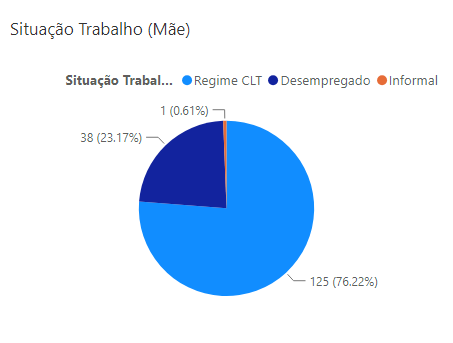 Situação Trabalho (Mãe)
Situação Trabal... Regime CLT Desempregado Informal
1 (0.61%)
38 (23.17%)
125 (76.22%)